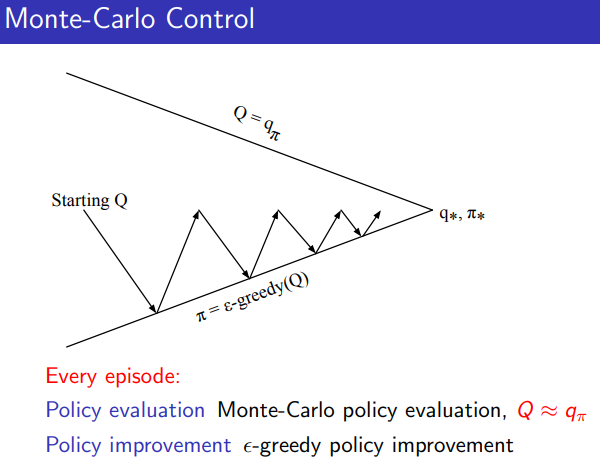 Monte-Carlo Control
Q = qπ
Starting Q
q*, π*
π = ε-greedy(Q)
Every episode:
Policy evaluation Monte-Carlo policy evaluation, Q ≈ qπ
Policy improvement ϵ-greedy policy improvement